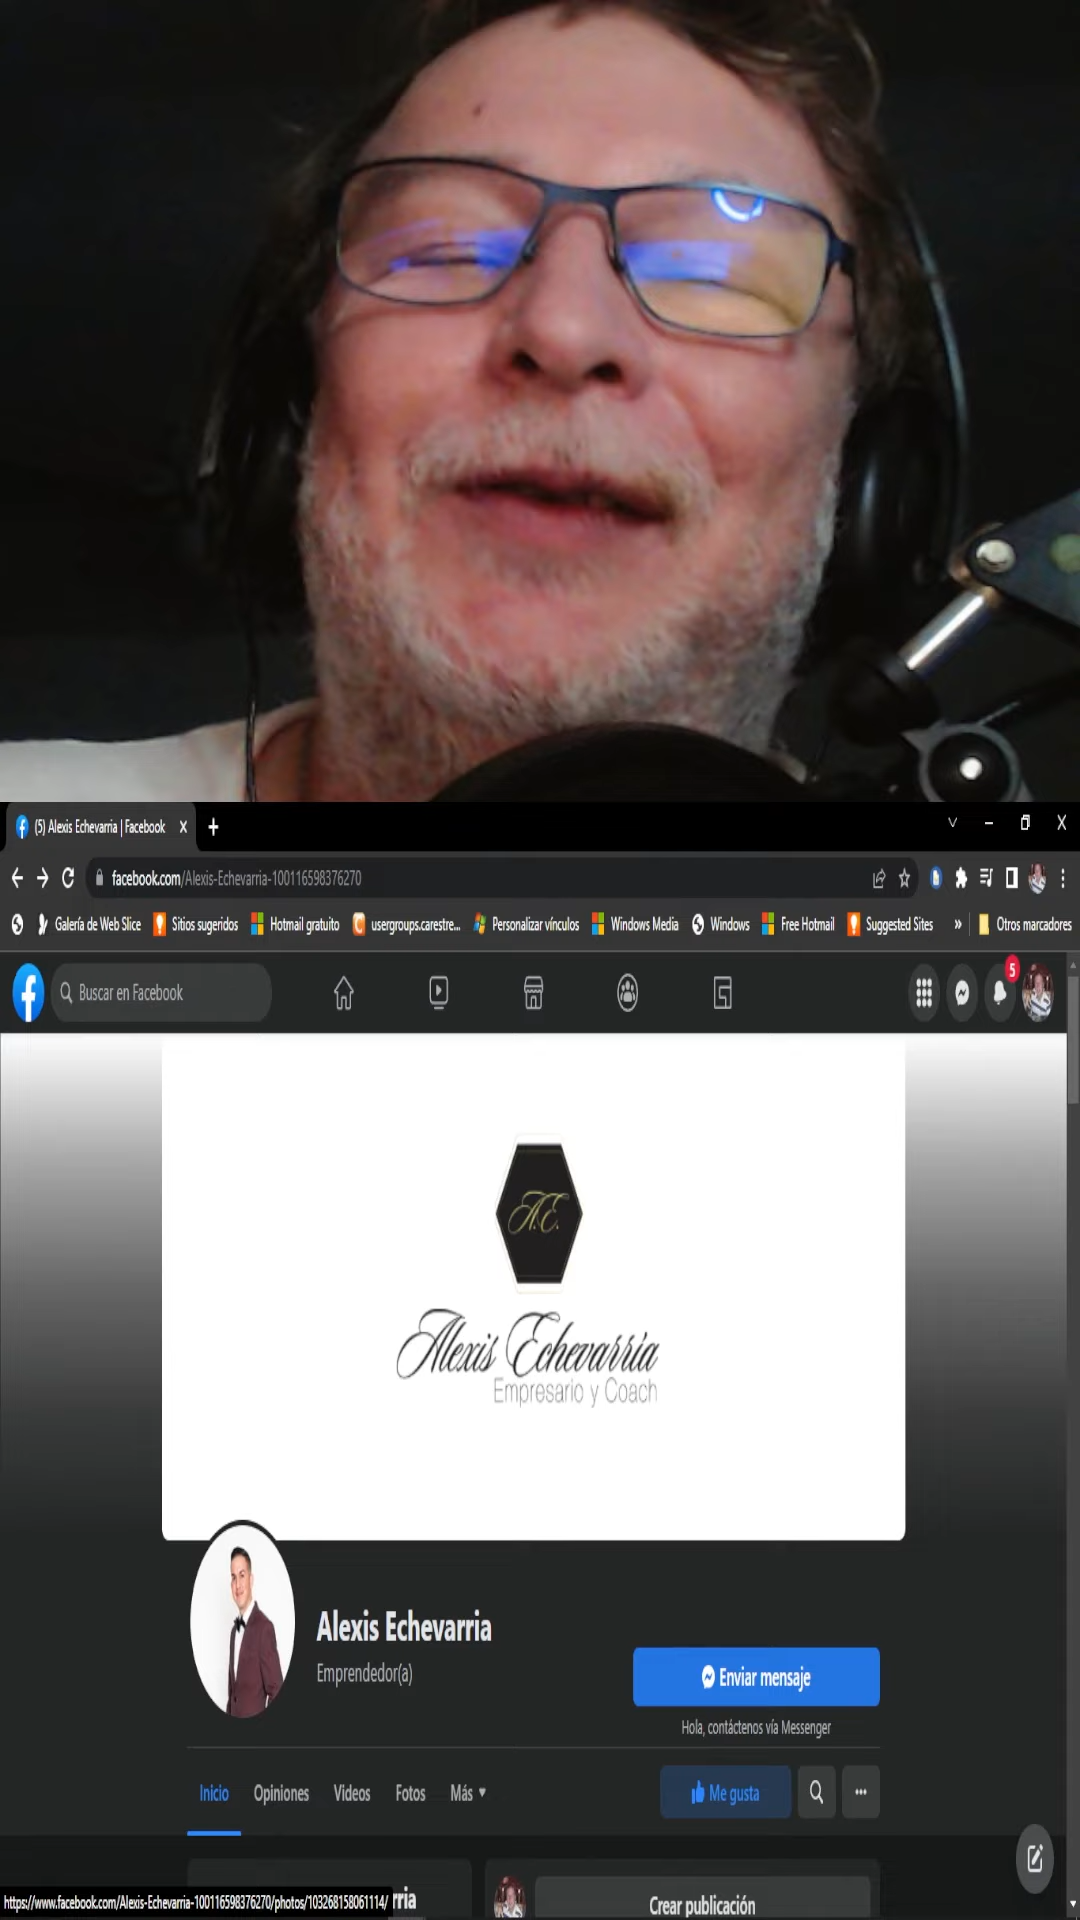 (5) Alexis Echevarria | Facebook
facebook.com/Alexis-Echevarria-100116598376270
Galería de Web Slice
Sitios sugeridos
Hotmail gratuito
usergroups.carestre...
Personalizar vínculos
Windows Media
Windows
Free Hotmail
Suggested Sites
»
Otros marcadores
Buscar en Facebook
5
A.E.
Alexis Echevarría
Empresario y Coach
Alexis Echevarria
Emprendedor(a)
Enviar mensaje
Hola, contáctenos vía Messenger
Inicio
Opiniones
Videos
Fotos
Más
Me gusta
https://www.facebook.com/Alexis-Echevarria-100116598376270/photos/103268158061114/
rria
Crear publicación